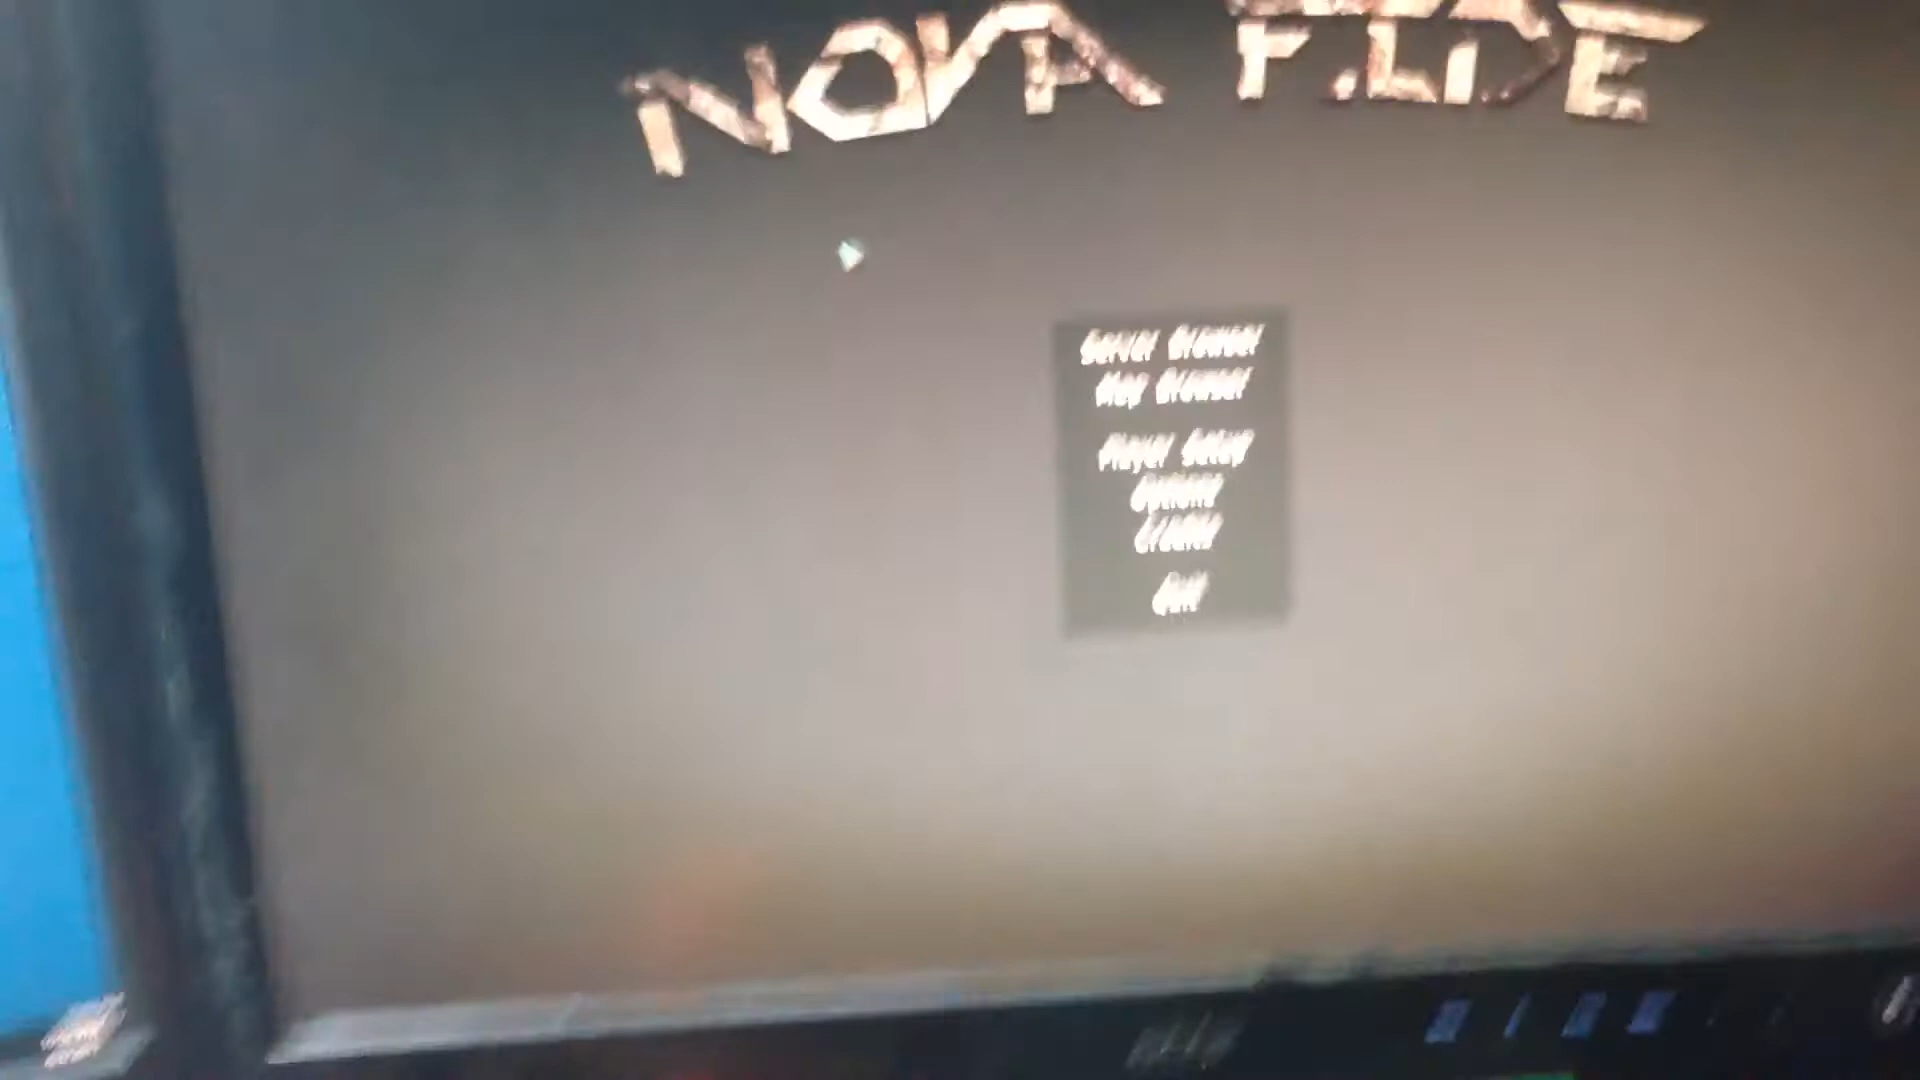 NOVA
Server Browser
Map Browser
Player Setup
Options
Credits
Quit